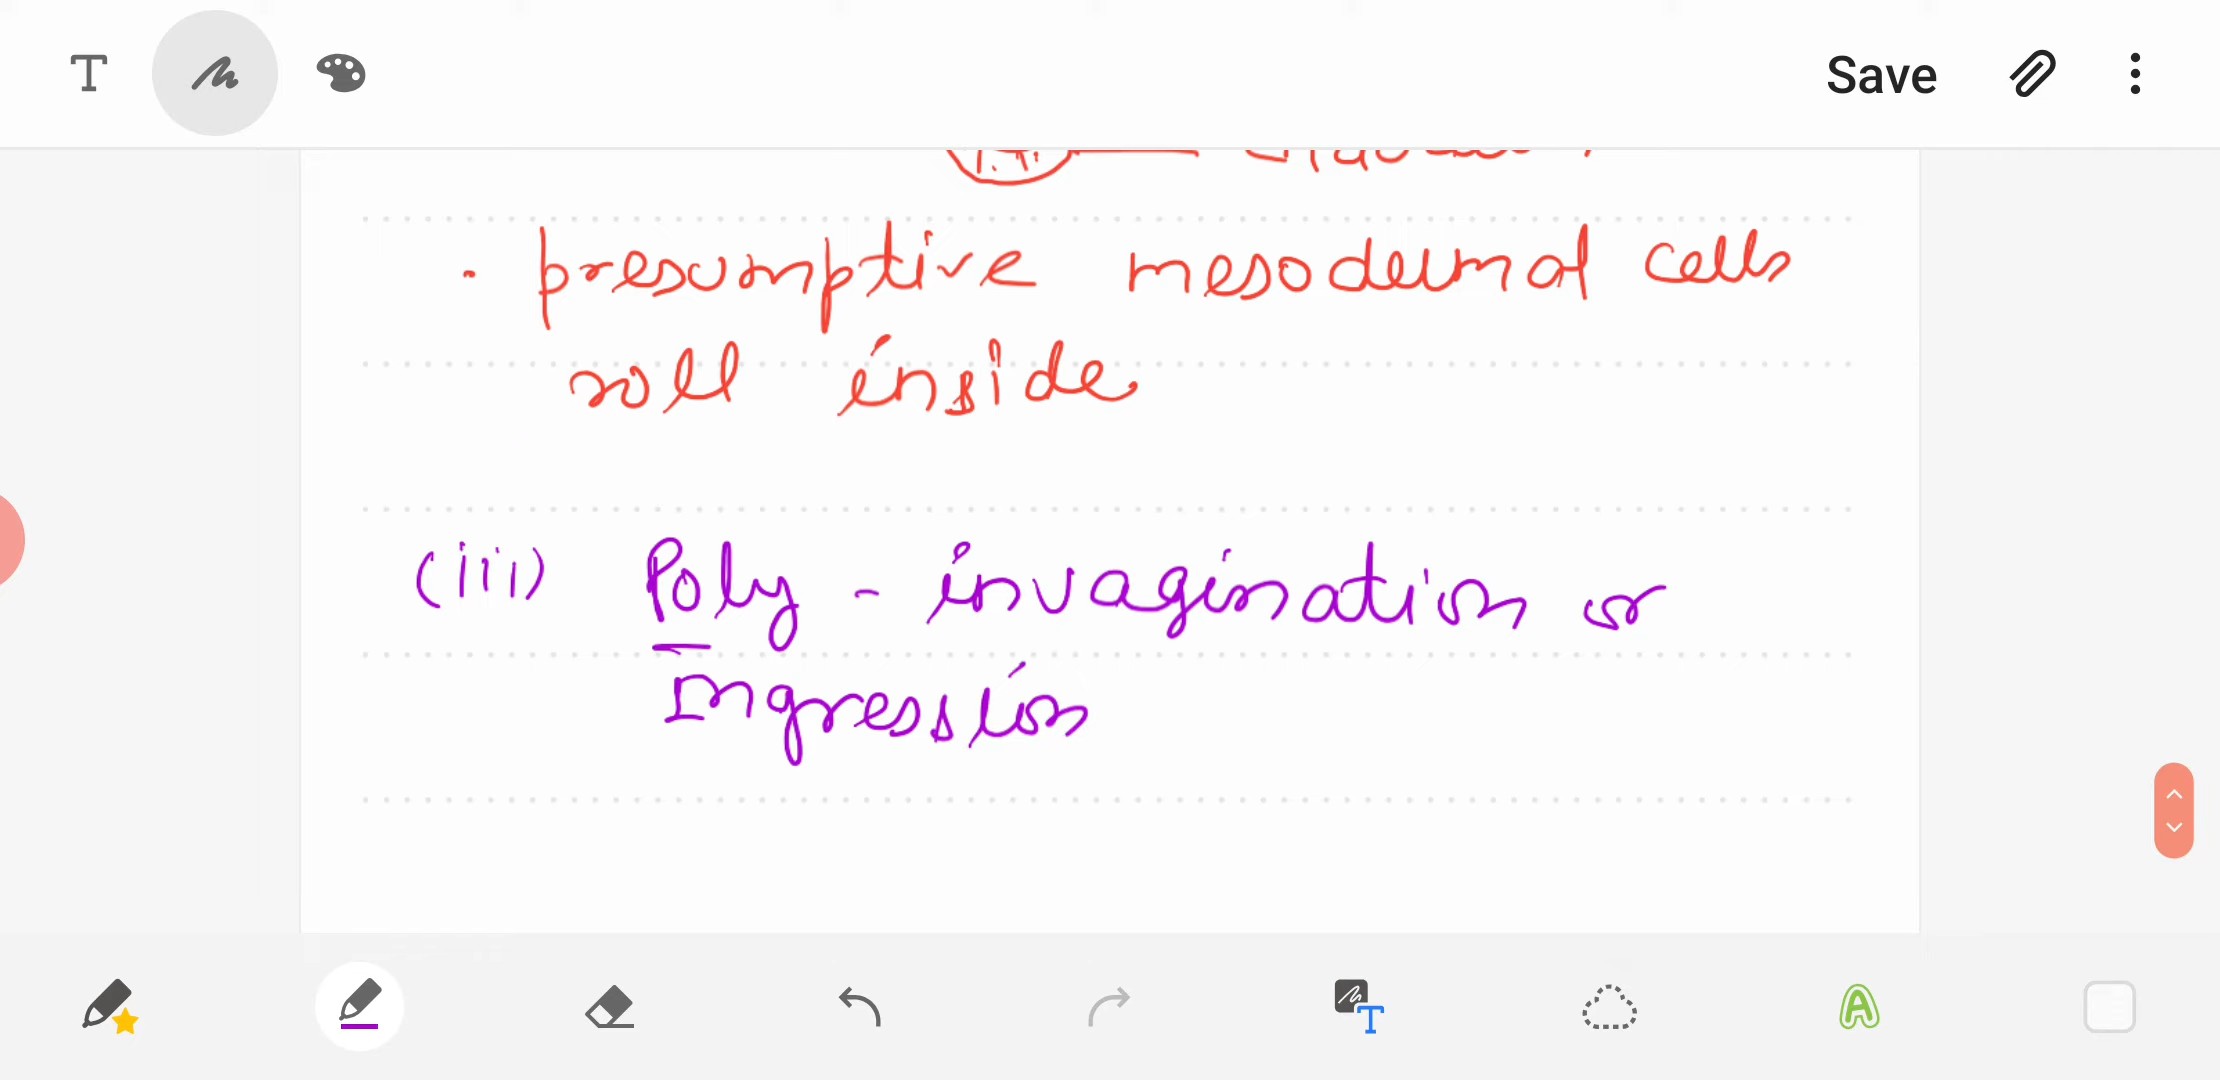 Save
• presumptive mesodermal cells
roll inside
(iii) Poly - invagination or
Ingression